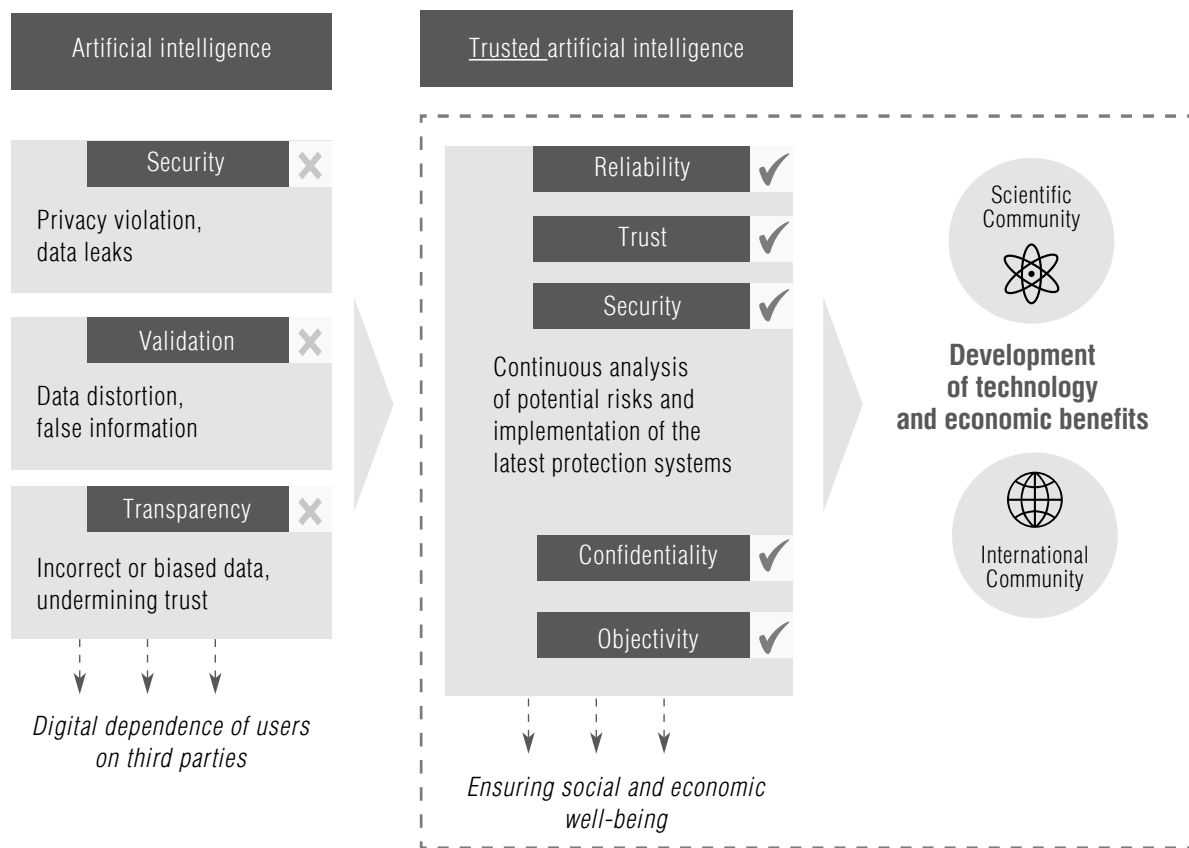 Artificial intelligence
Security
Privacy violation,
data leaks
Validation
Data distortion,
false information
Transparency
Incorrect or biased data,
undermining trust
Digital dependence of users
on third parties
Trusted artificial intelligence
Reliability
Trust
Security
Continuous analysis
of potential risks and
implementation of the
latest protection systems
Confidentiality
Objectivity
Ensuring social and economic
well-being
Scientific
Community
Development
of technology
and economic benefits
International
Community